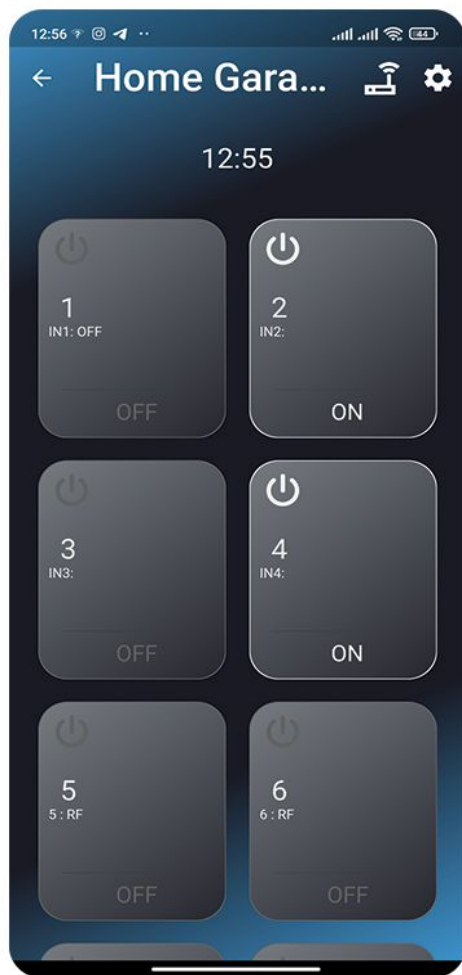 12:56
44
Home Gara...
12:55
1
IN1: OFF
OFF
2
IN2:
ON
3
IN3:
OFF
4
IN4:
ON
5
5 : RF
OFF
6
6 : RF
OFF